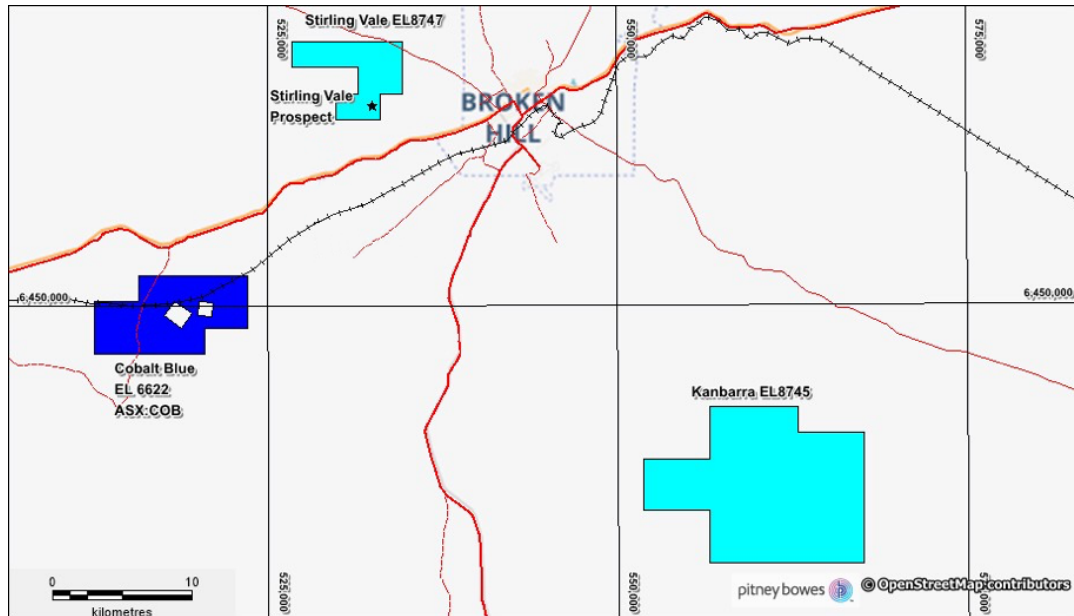 Stirling Vale EL8747
525,000
550,000
575,000
Stirling Vale
Prospect
BROKEN
HILL
6,450,000
6,450,000
Cobalt Blue
EL 6622
ASX:COB
Kanbarra EL8745
0 10
kilometres
525,000
550,000
pitney bowes
© OpenStreetMap contributors